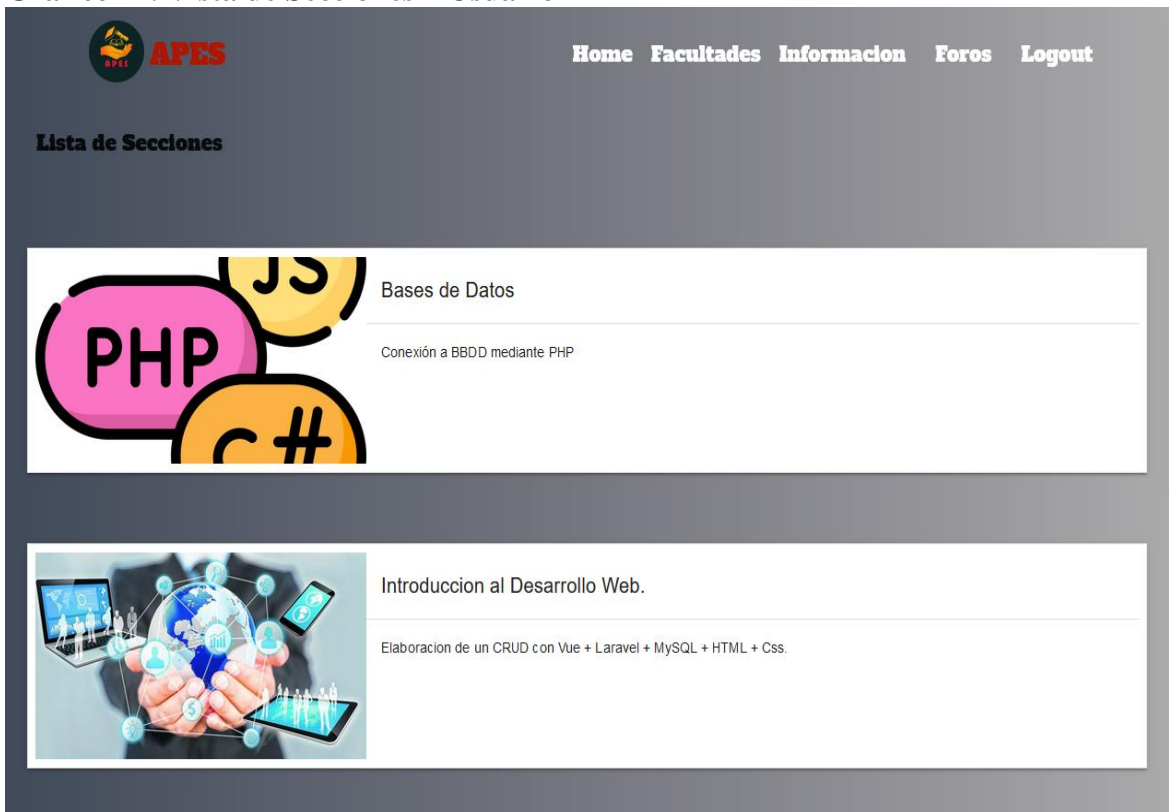 APES
APES
Home Facultades Informacion Foros Logout
Lista de Secciones
JS
PHP
C#
Bases de Datos
Conexión a BBDD mediante PHP
Introduccion al Desarrollo Web.
Elaboracion de un CRUD con Vue + Laravel + MySQL + HTML + Css.
$